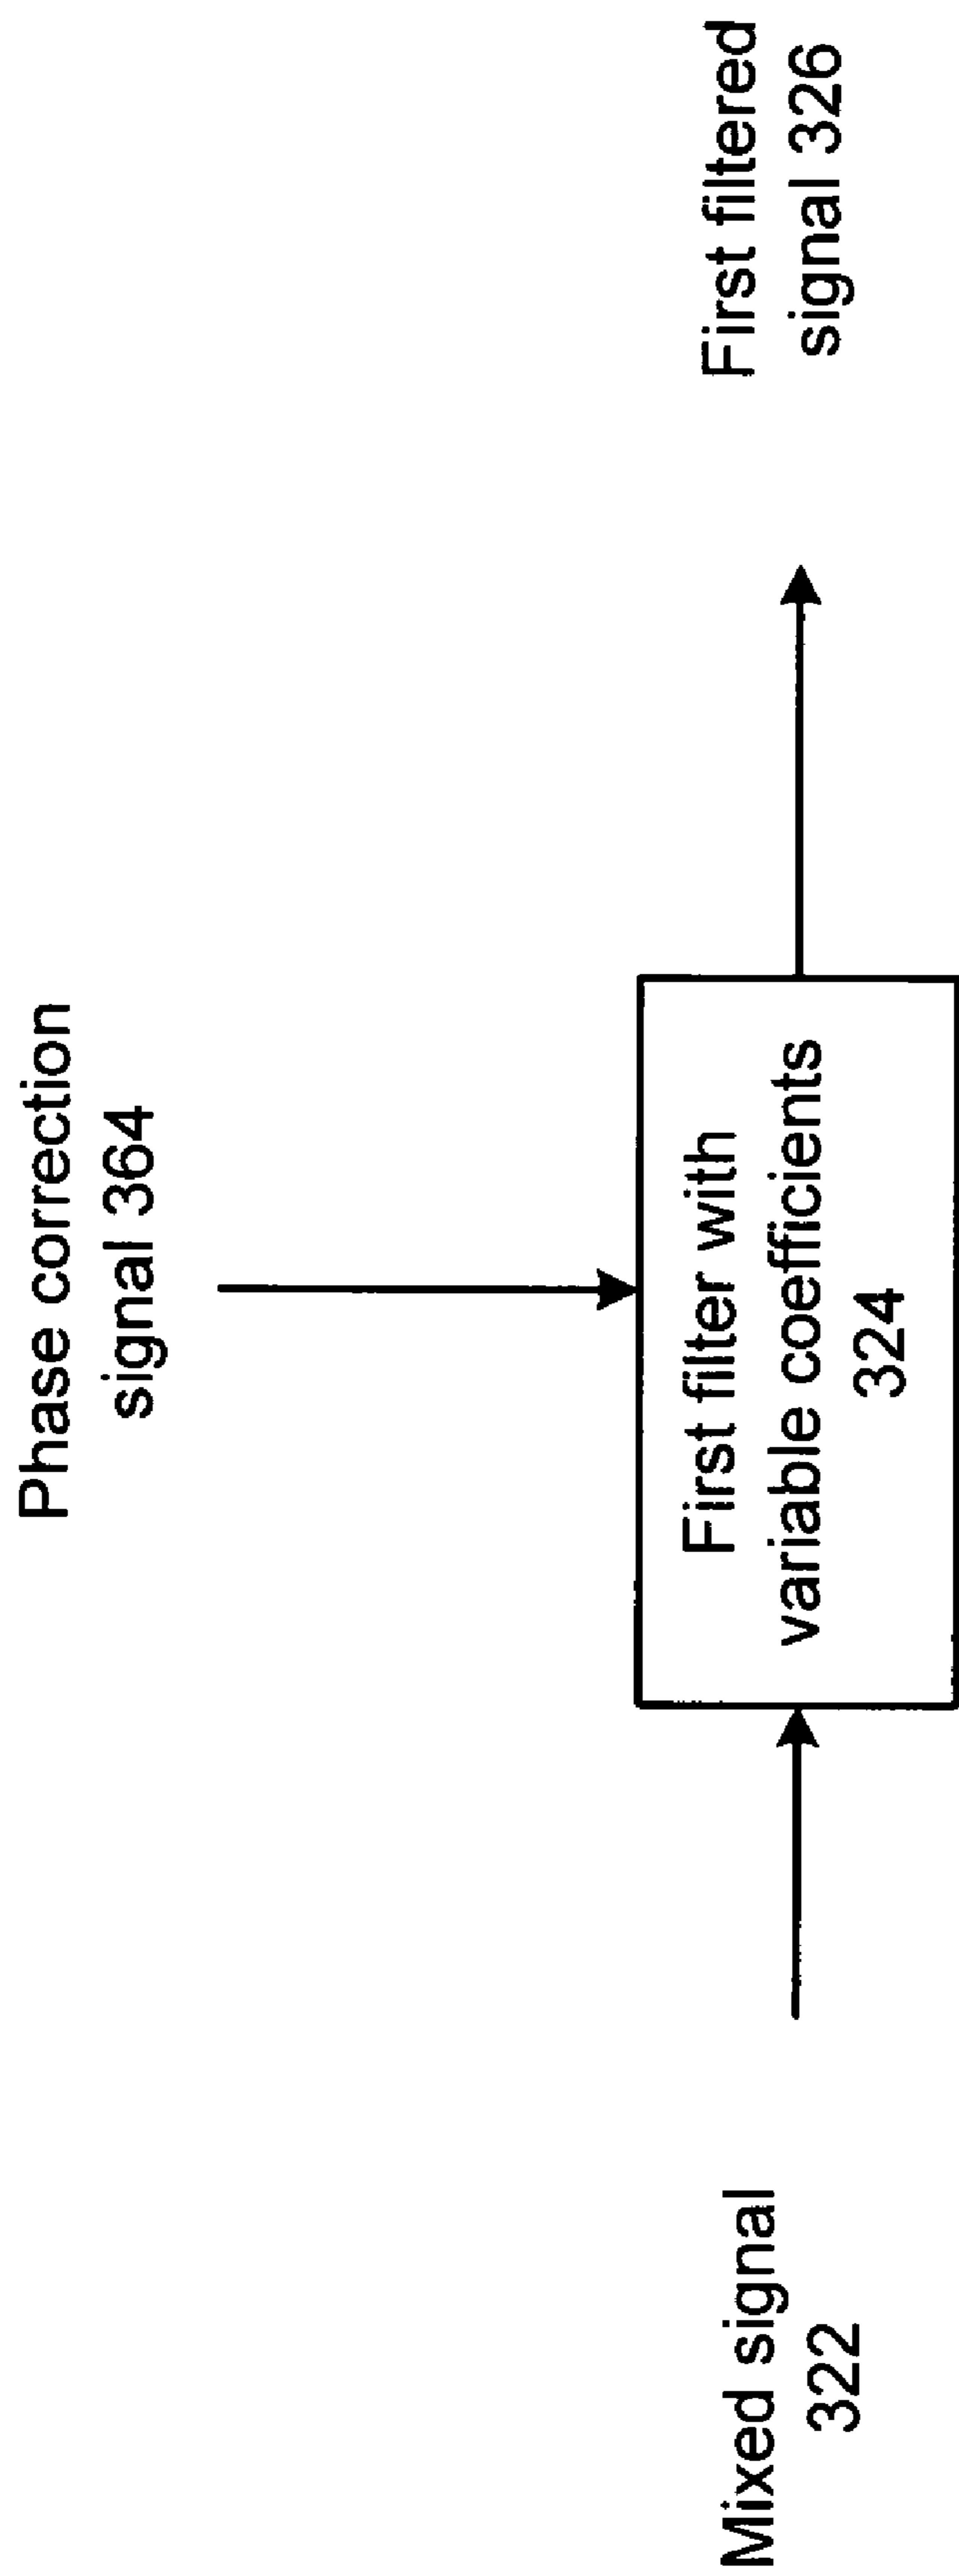 Phase correction
signal 364
Mixed signal
322
First filter with
variable coefficients
324
First filtered
signal 326